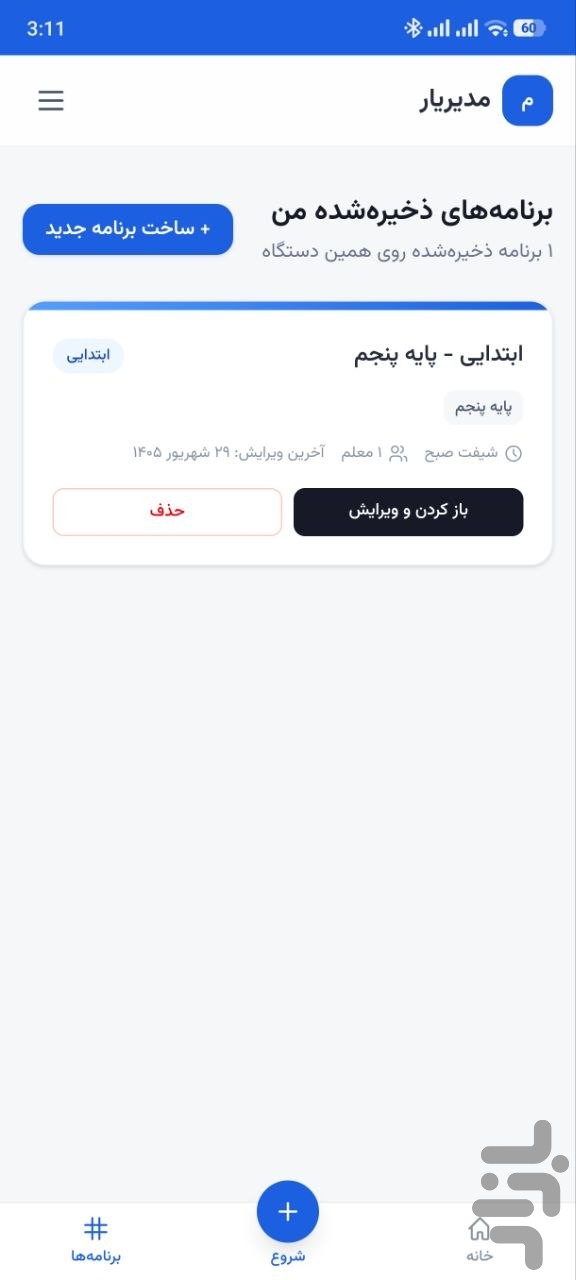 3:11
60
م
مدیریار
برنامه‌های ذخیره‌شده من
۱ برنامه ذخیره‌شده روی همین دستگاه
+ ساخت برنامه جدید
ابتدایی - پایه پنجم
ابتدایی
پایه پنجم
شیفت صبح
۱ معلم
آخرین ویرایش: ۲۹ شهریور ۱۴۰۵
باز کردن و ویرایش
حذف
خانه
شروع
برنامه‌ها